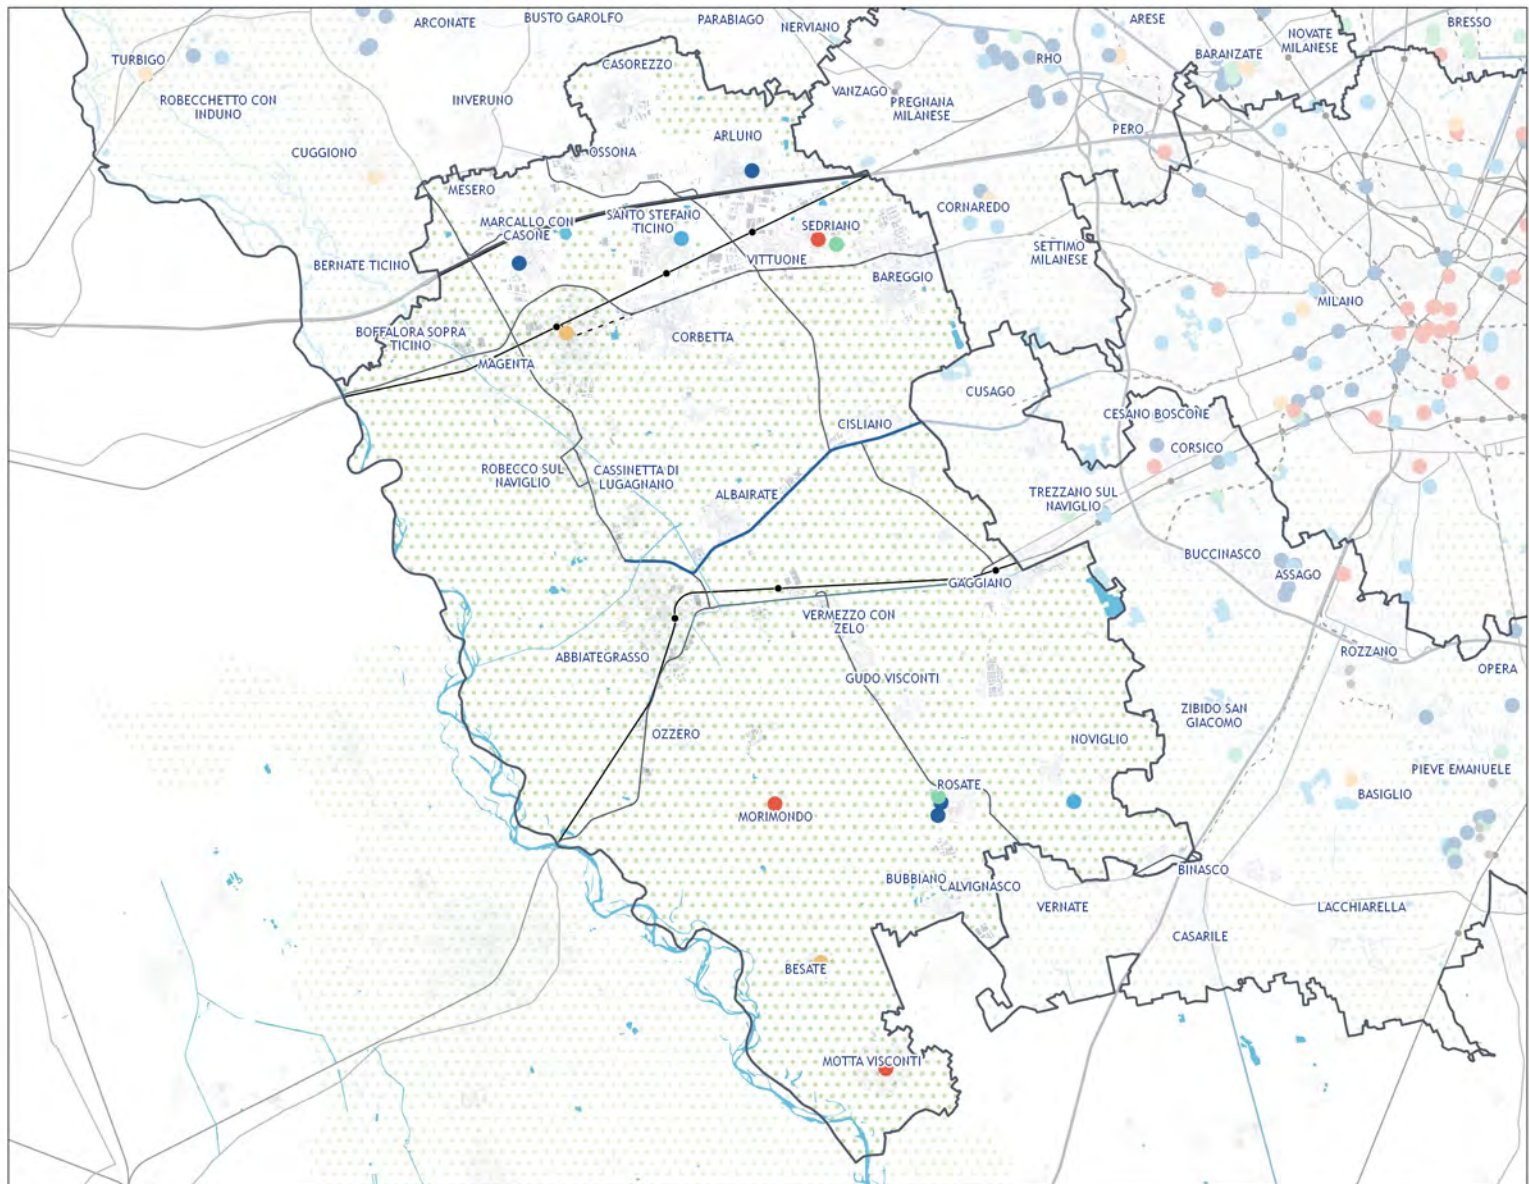 ARCONATE
BUSTO GAROLFO
PARABIAGO
NERVIANO
ARESE
BRESSO
NOVATE
MILANESE
TURBIGO
CASOREZZO
RHO
BARANZATE
ROBECCHETTO CON
INDUNO
INVERUNO
VANZAGO
PREGNANA
MILANESE
PERO
ARLUNO
CUGGIONO
OSSONA
MESERO
MARCALLO CON
CASONE
SANTO STEFANO
TICINO
SEDRIANO
CORNAREDO
SETTIMO
MILANESE
BERNATE TICINO
VITTUONE
BAREGGIO
MILANO
BOFFALORA SOPRA
TICINO
CORBETTA
MAGENTA
CUSAGO
CESANO BOSCONE
CISLIANO
CORSICO
ROBECCO SUL
NAVIGLIO
CASSINETTA DI
LUGAGNANO
ALBAIRATE
TREZZANO SUL
NAVIGLIO
BUCCINASCO
ASSAGO
GAGGIANO
VERMEZZO CON
ZELO
ABBIATEGRASSO
ROZZANO
OPERA
GUDO VISCONTI
ZIBIDO SAN
GIACOMO
OZZERO
NOVIGLIO
PIEVE EMANUELE
ROSATE
BASIGLIO
MORIMONDO
BINASCO
BUBBIANO
CALVIGNASCO
VERNATE
LACCHIARELLA
CASARILE
BESATE
MOTTA VISCONTI